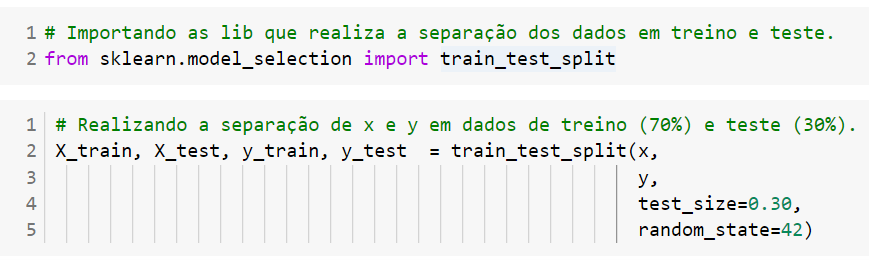 1 # Importando as lib que realiza a separação dos dados em treino e teste.
2 from sklearn.model_selection import train_test_split
1 # Realizando a separação de x e y em dados de treino (70%) e teste (30%).
2 X_train, X_test, y_train, y_test  = train_test_split(x,
3 y,
4 test_size=0.30,
5 random_state=42)